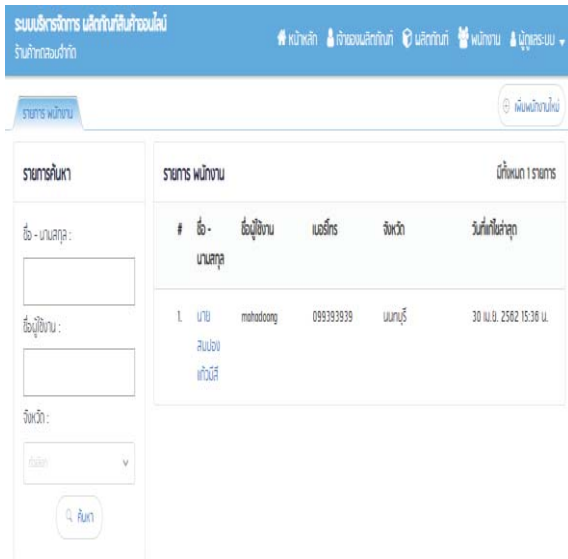 ระบบบริหารจัดการ ผลิตภัณฑ์สินค้าออนไลน์
ร้านค้าทดสอบจำกัด
หน้าหลัก เจ้าของผลิตภัณฑ์ ผลิตภัณฑ์ พนักงาน ผู้ดูแลระบบ
รายการ พนักงาน
เพิ่มพนักงานใหม่
รายการค้นหา
ชื่อ - นามสกุล :
ชื่อผู้ใช้งาน :
จังหวัด :
ค้นหา
รายการ พนักงาน
มีทั้งหมด 1 รายการ
# ชื่อ - ชื่อผู้ใช้งาน เบอร์โทร จังหวัด วันที่แก้ไขล่าสุด
นามสกุล
1. นาย mahadoang 099393939 นนทบุรี 30 เม.ย. 2562 15:36 น.
สมปอง
แก้วมีสี